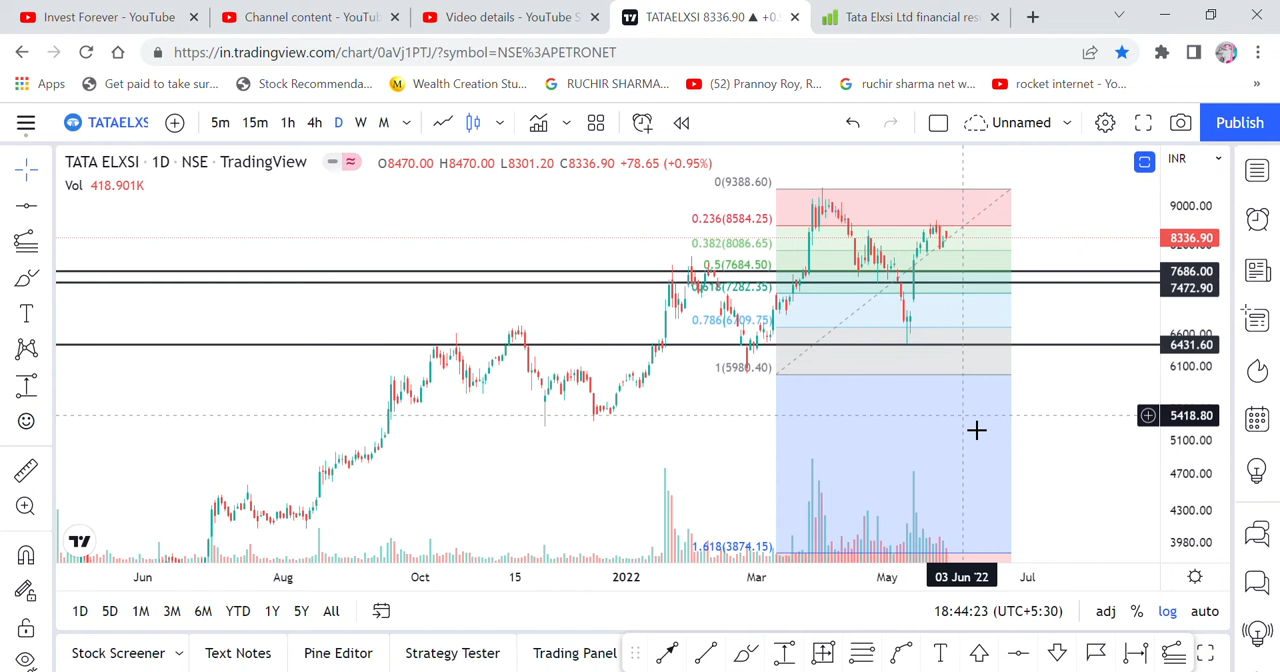 Invest Forever - YouTube
Channel content - YouTu
Video details - YouTube S
TATAELXSI 8336.90 ▲ +0.
Tata Elxsi Ltd financial res
https://in.tradingview.com/chart/0aVj1PTJ/?symbol=NSE%3APETRONET
Apps
Get paid to take sur...
Stock Recommenda...
Wealth Creation Stu...
RUCHIR SHARMA...
(52) Prannoy Roy, R...
ruchir sharma net w...
rocket internet - Yo...
»
TATAELXS
5m 15m 1h 4h D W M
Unnamed
Publish
TATA ELXSI · 1D · NSE · TradingView
O8470.00 H8470.00 L8301.20 C8336.90 +78.65 (+0.95%)
INR
Vol 418.901K
0(9388.60)
0.236(8584.25)
0.382(8086.65)
0.5(7684.50)
0.618(7282.35)
0.786(6709.75)
1(5980.40)
1.618(3874.15)
9000.00
8336.90
7686.00
7472.90
6600.00
6431.60
6100.00
5418.80
5100.00
4700.00
4300.00
3980.00
Jun Aug Oct 15 2022 Mar May 03 Jun '22 Jul
1D 5D 1M 3M 6M YTD 1Y 5Y All
18:44:23 (UTC+5:30) adj % log auto
Stock Screener
Text Notes
Pine Editor
Strategy Tester
Trading Panel